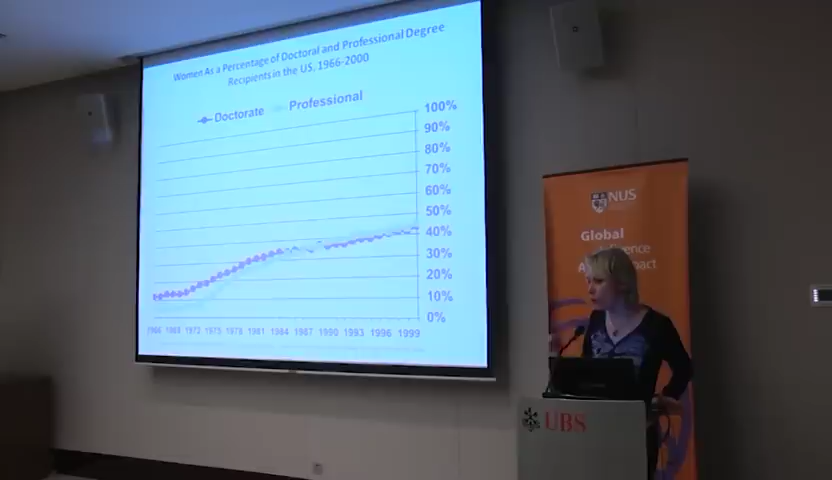 Women As a Percentage of Doctoral and Professional Degree
Recipients in the US, 1966-2000
Doctorate Professional
100%
90%
80%
70%
60%
50%
40%
30%
20%
10%
0%
1966 1969 1972 1975 1978 1981 1984 1987 1990 1993 1996 1999
NUS
Global
UBS